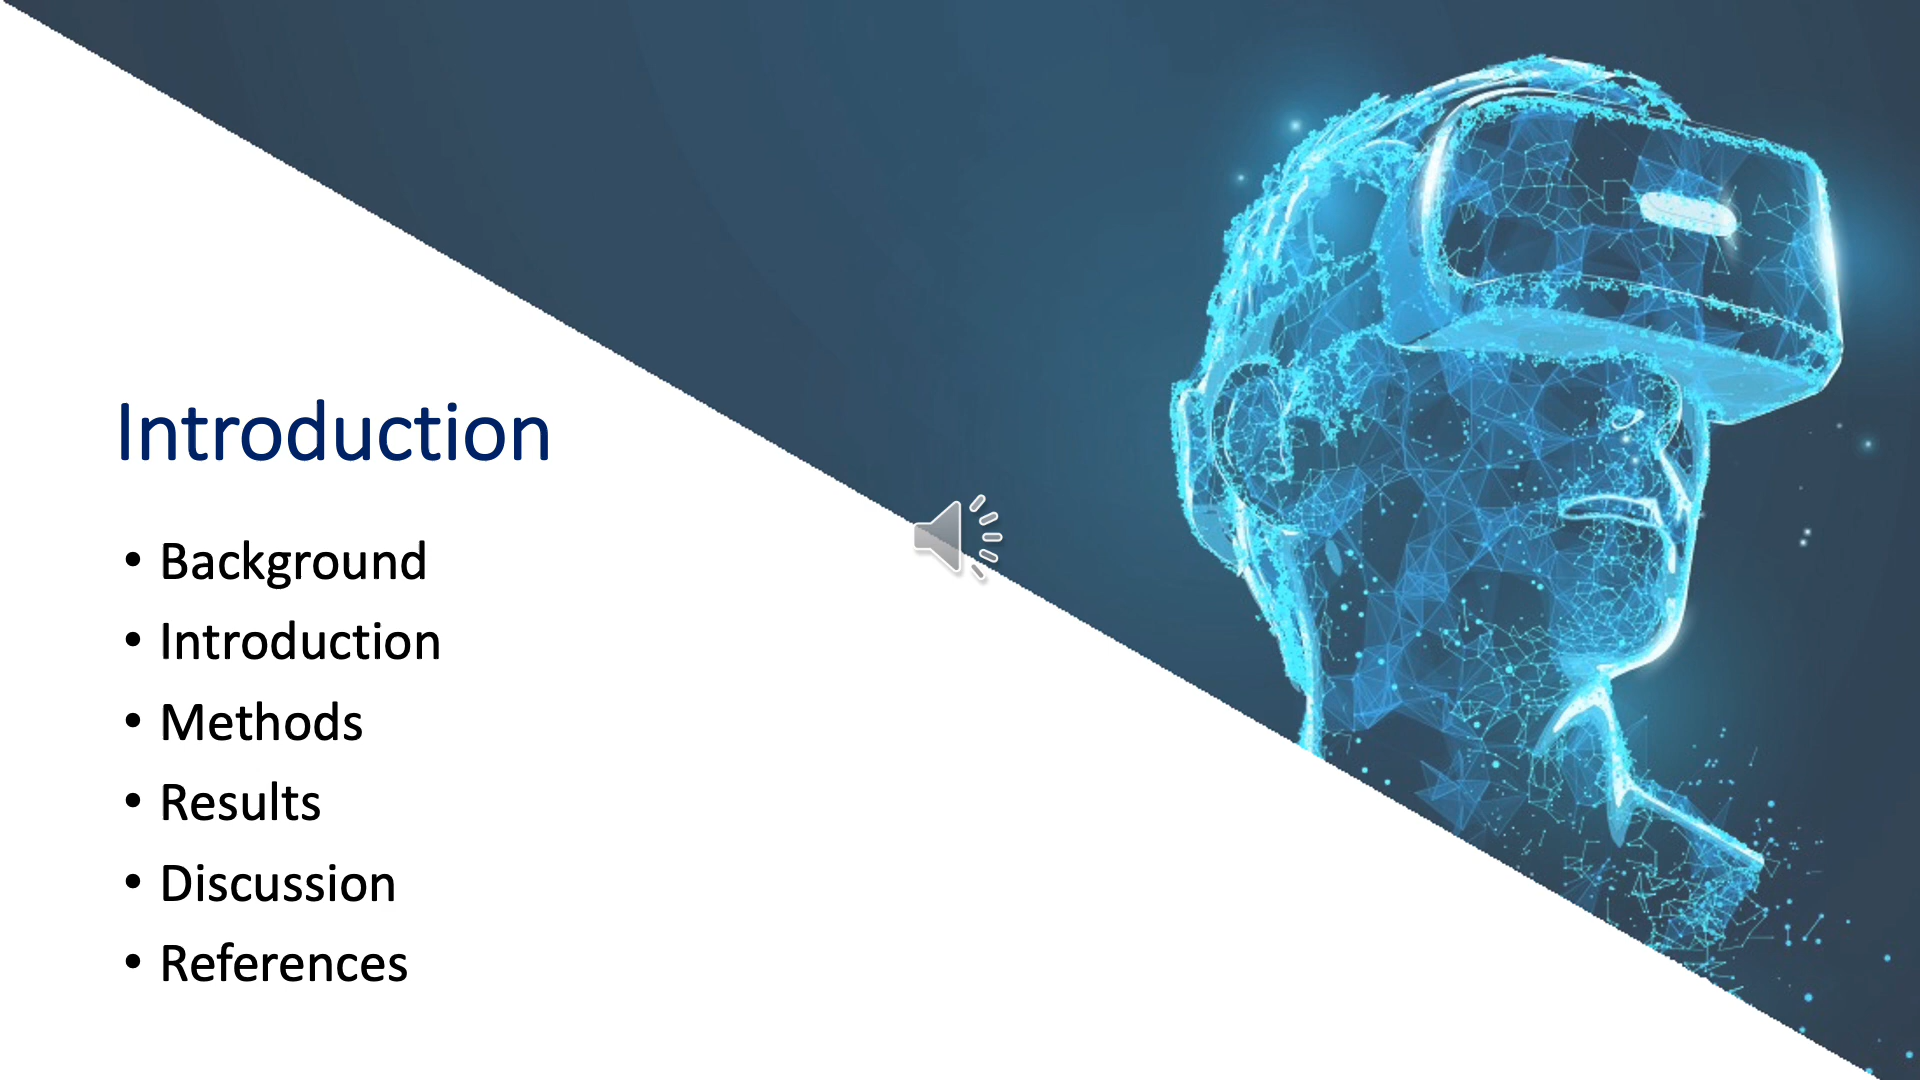 Introduction
• Background
• Introduction
• Methods
• Results
• Discussion
• References